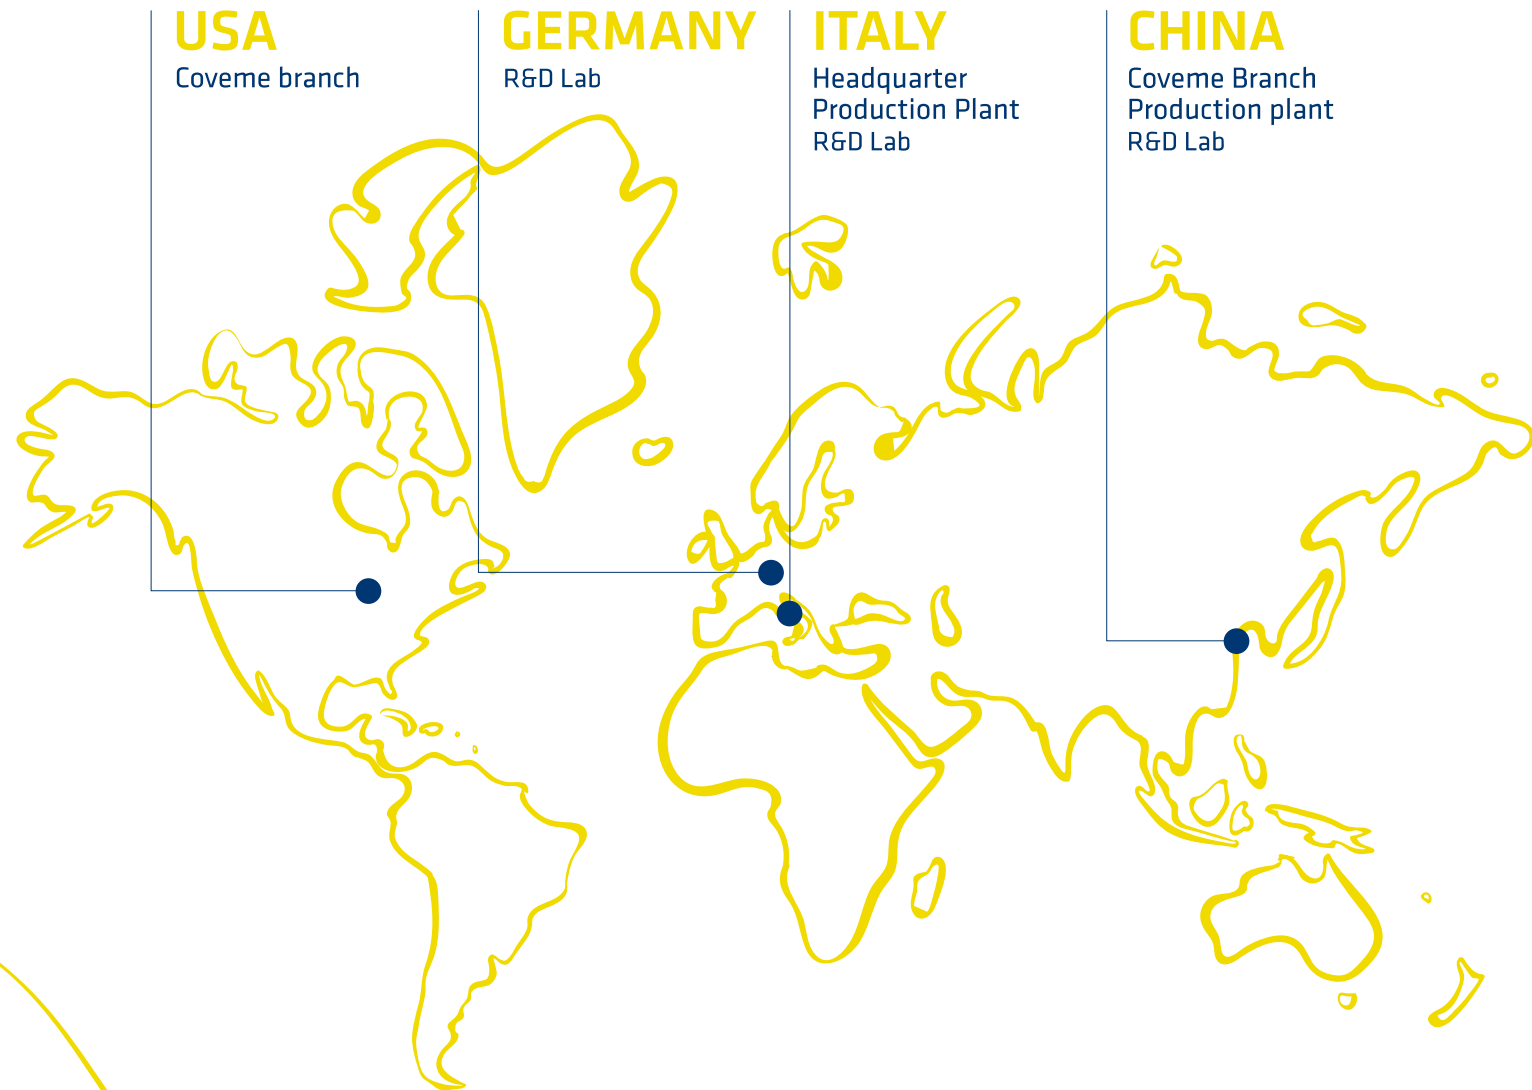 USA
Coveme branch
GERMANY
R&D Lab
ITALY
Headquarter
Production Plant
R&D Lab
CHINA
Coveme Branch
Production plant
R&D Lab